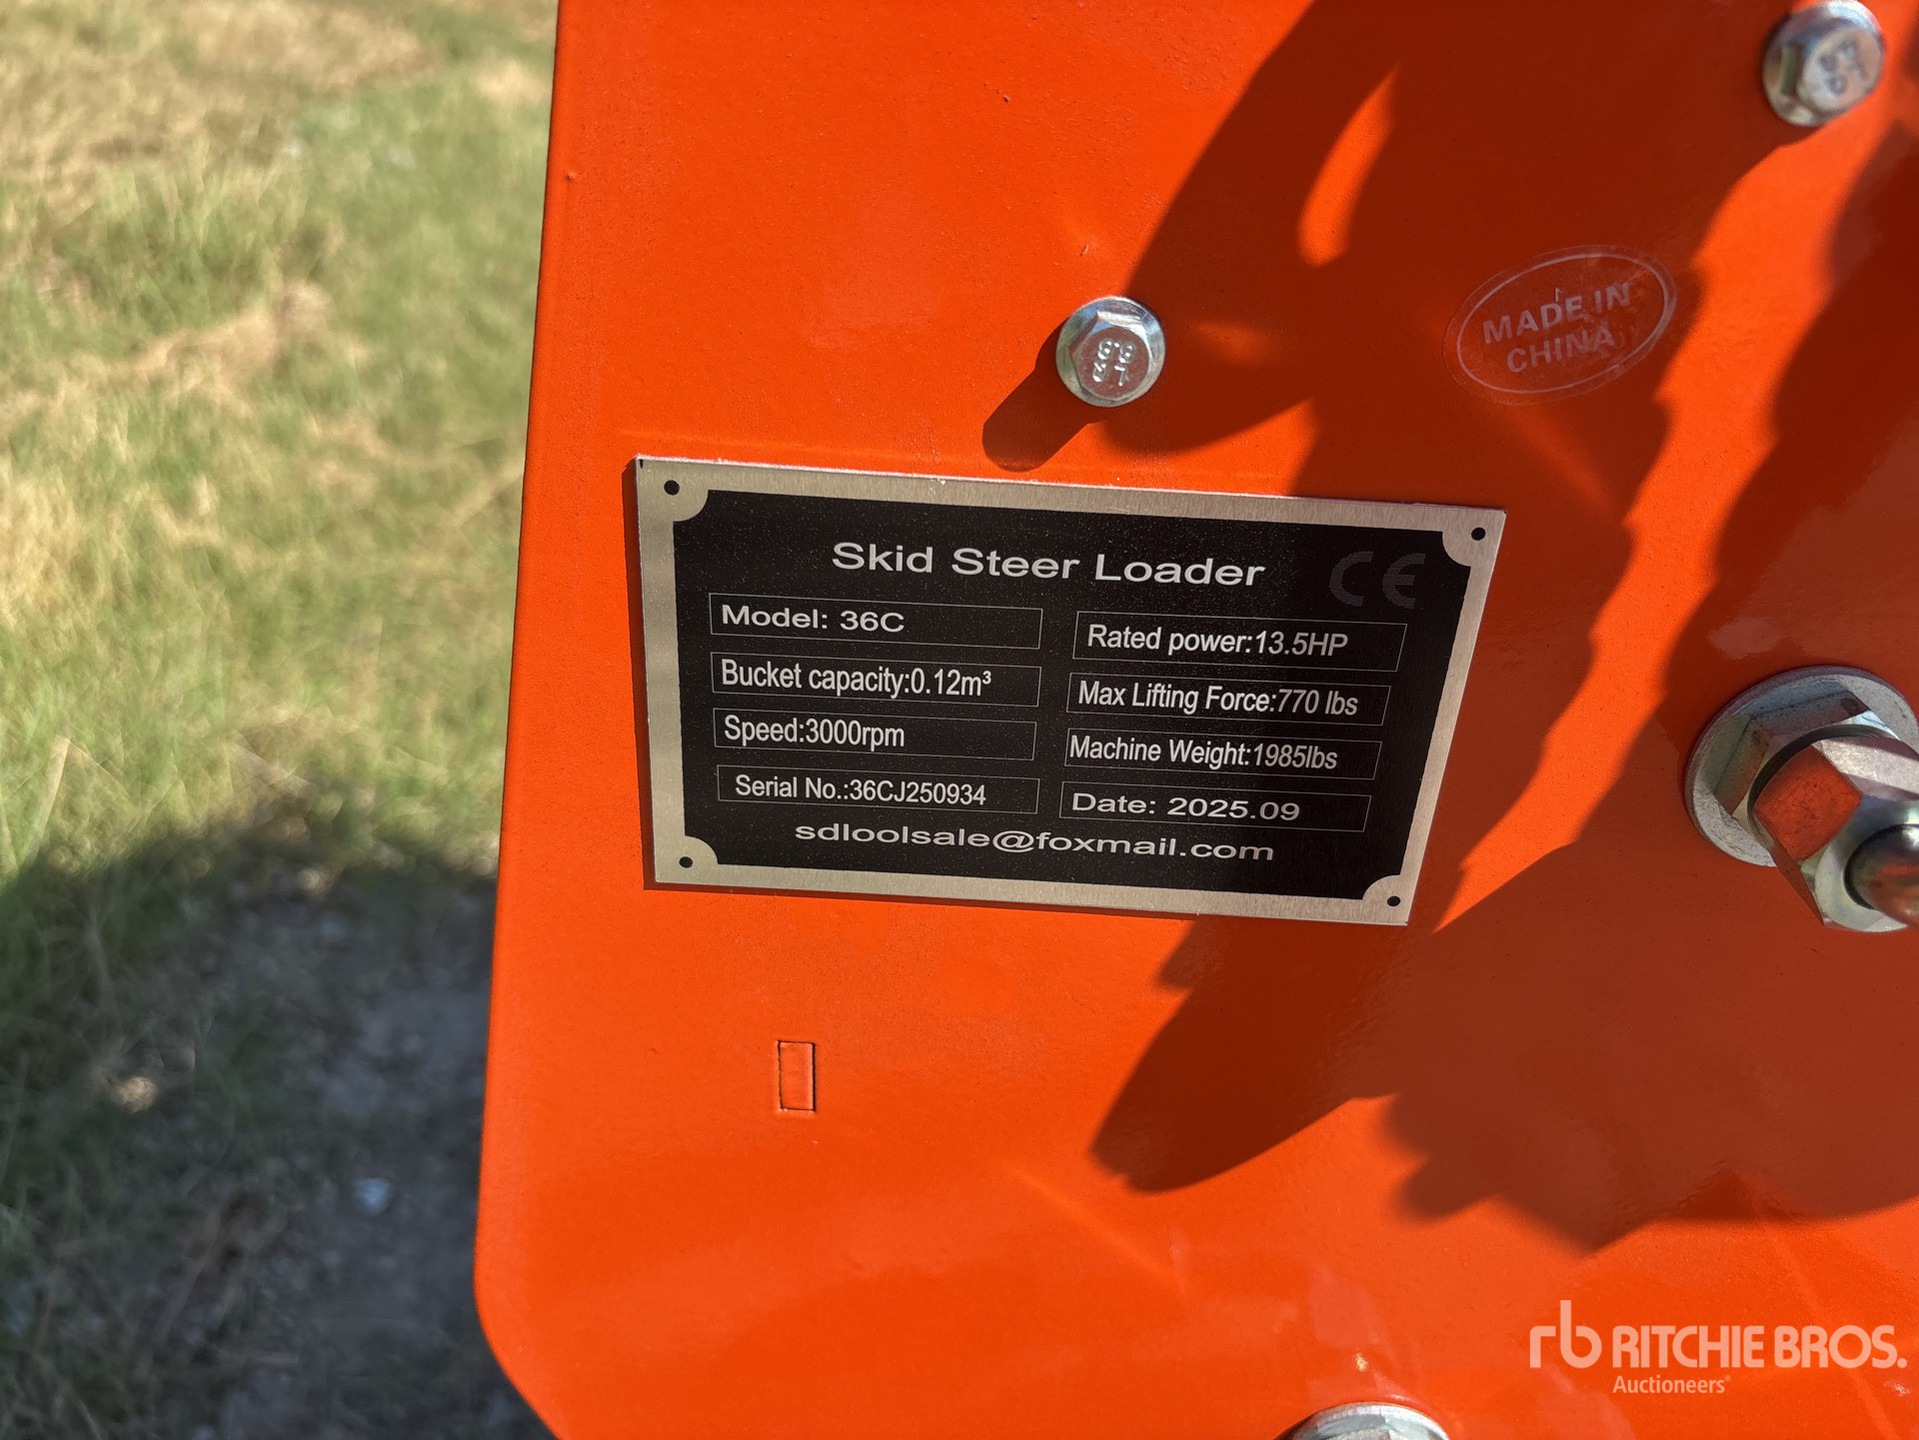 8.8
MADE IN
CHINA
8.8
Skid Steer Loader CE
Model: 36C
Rated power:13.5HP
Bucket capacity:0.12m³
Max Lifting Force:770 lbs
Speed:3000rpm
Machine Weight:1985lbs
Serial No.:36CJ250934
Date: 2025.09
sdloolsale@foxmail.com
rb RITCHIE BROS.
Auctioneers®